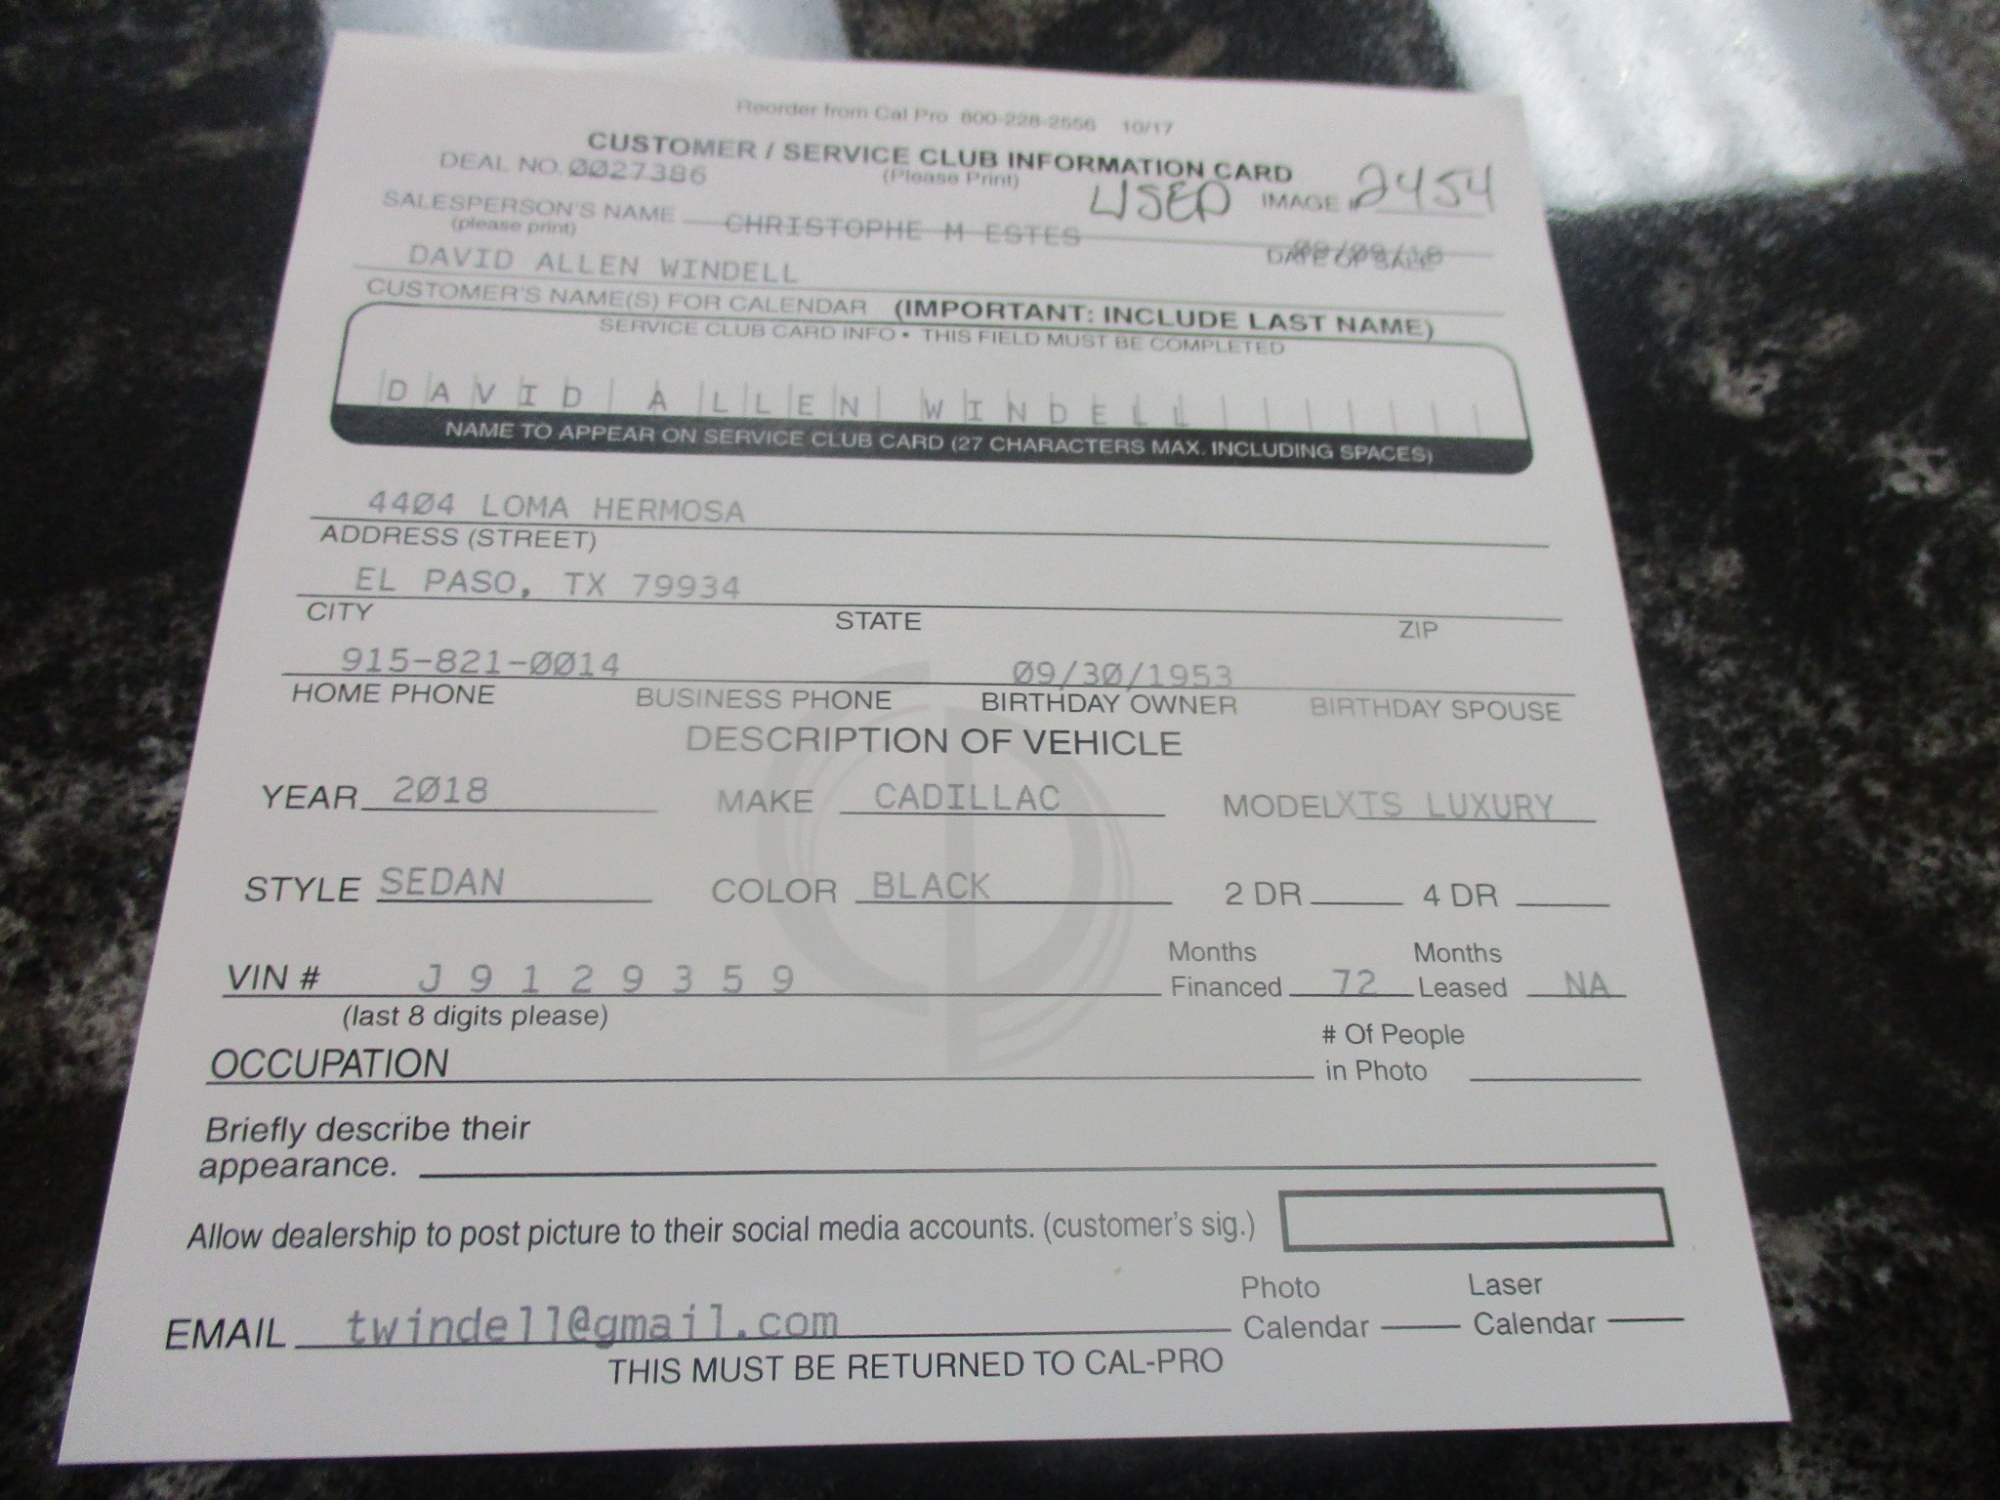 Reorder from Cal Pro 800-228-2556 10/17
CUSTOMER / SERVICE CLUB INFORMATION CARD
DEAL NO. 0027386 (Please Print) USED IMAGE # 2454
SALESPERSON'S NAME CHRISTOPHE M ESTES
(please print) DATE OF SALE
DAVID ALLEN WINDELL
CUSTOMER'S NAME(S) FOR CALENDAR (IMPORTANT: INCLUDE LAST NAME)
SERVICE CLUB CARD INFO • THIS FIELD MUST BE COMPLETED
DAVID ALLEN WINDELL
NAME TO APPEAR ON SERVICE CLUB CARD (27 CHARACTERS MAX. INCLUDING SPACES)
4404 LOMA HERMOSA
ADDRESS (STREET)
EL PASO, TX 79934
CITY STATE ZIP
915-821-0014 09/30/1953
HOME PHONE BUSINESS PHONE BIRTHDAY OWNER BIRTHDAY SPOUSE
DESCRIPTION OF VEHICLE
YEAR 2018 MAKE CADILLAC MODEL XTS LUXURY
STYLE SEDAN COLOR BLACK 2 DR 4 DR
Months Months
VIN # J 9 1 2 9 3 5 9 Financed 72 Leased NA
(last 8 digits please)
# Of People
OCCUPATION in Photo
Briefly describe their
appearance.
Allow dealership to post picture to their social media accounts. (customer's sig.)
Photo Laser
EMAIL twindell@gmail.com Calendar Calendar
THIS MUST BE RETURNED TO CAL-PRO